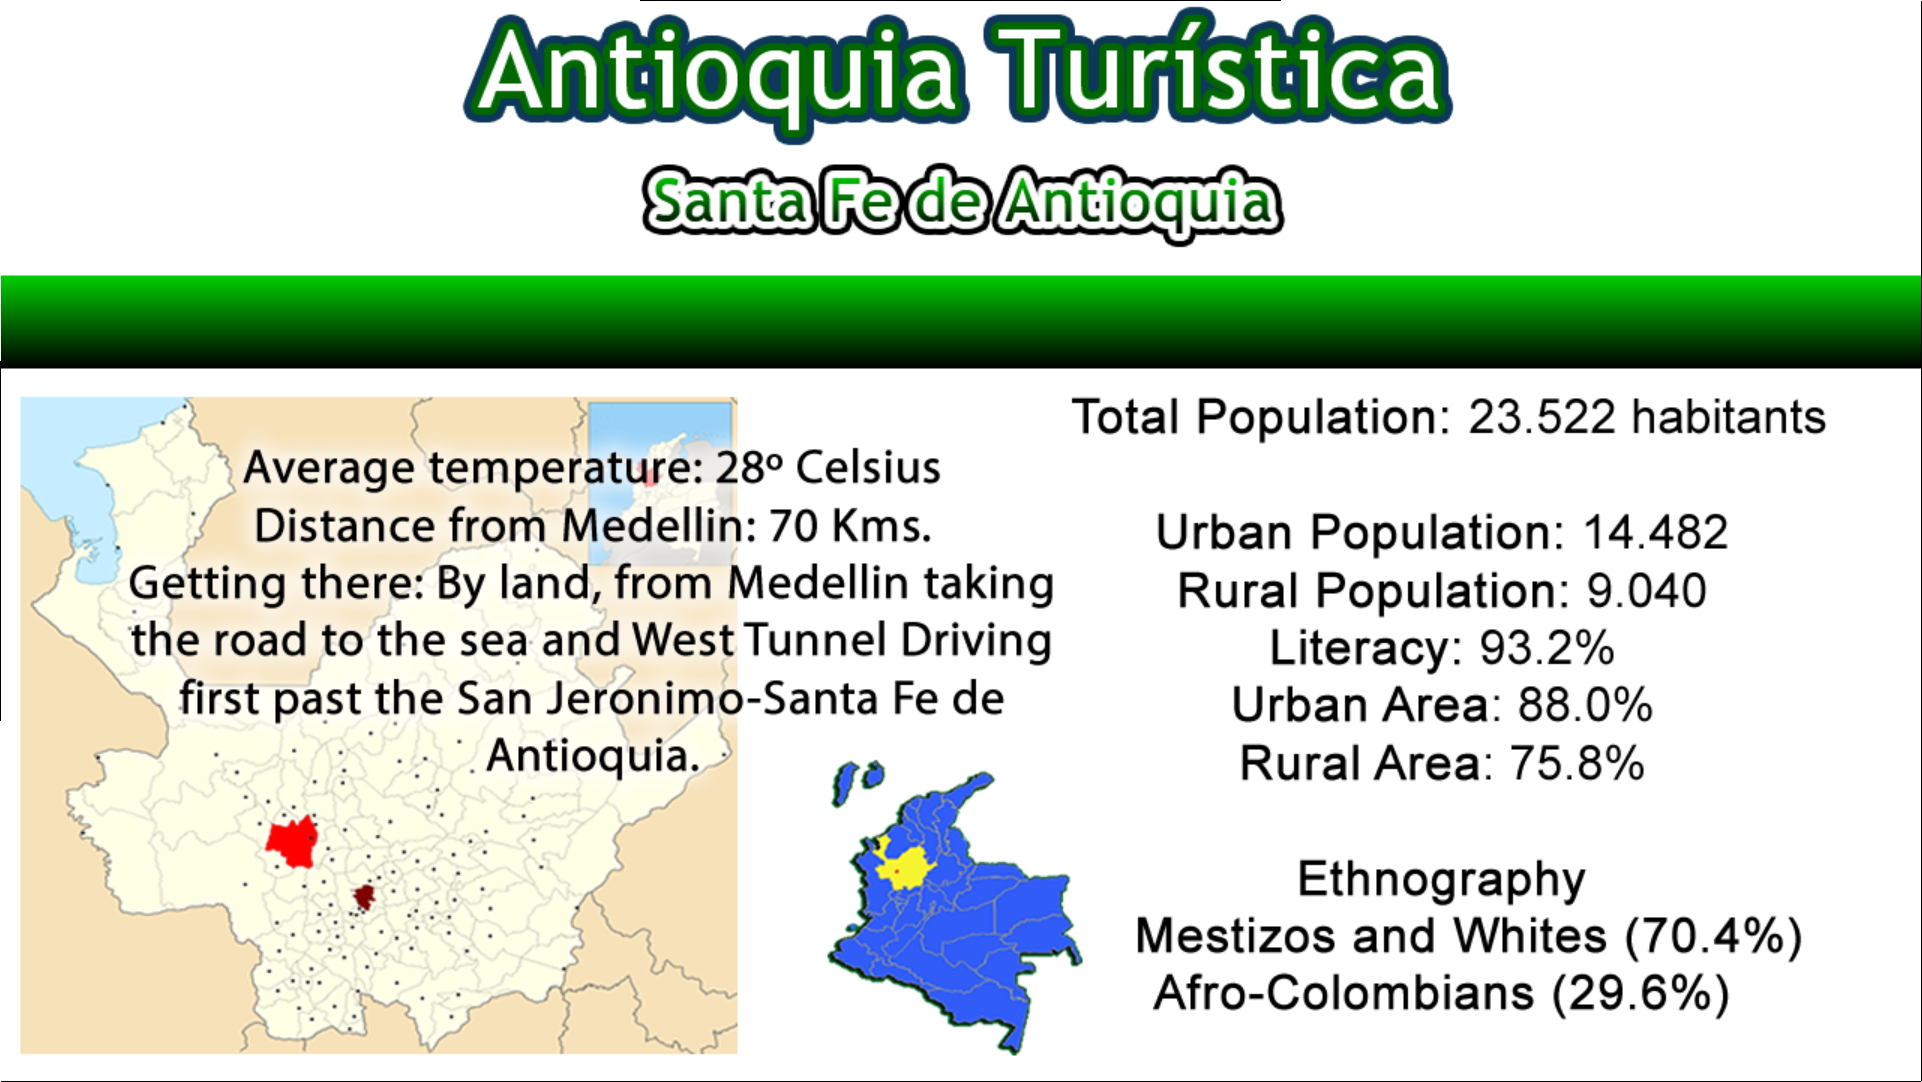 Antioquia Turística
Santa Fe de Antioquia
Average temperature: 28º Celsius
Distance from Medellin: 70 Kms.
Getting there: By land, from Medellin taking
the road to the sea and West Tunnel Driving
first past the San Jeronimo-Santa Fe de
Antioquia.
Total Population: 23.522 habitants
Urban Population: 14.482
Rural Population: 9.040
Literacy: 93.2%
Urban Area: 88.0%
Rural Area: 75.8%
Ethnography
Mestizos and Whites (70.4%)
Afro-Colombians (29.6%)